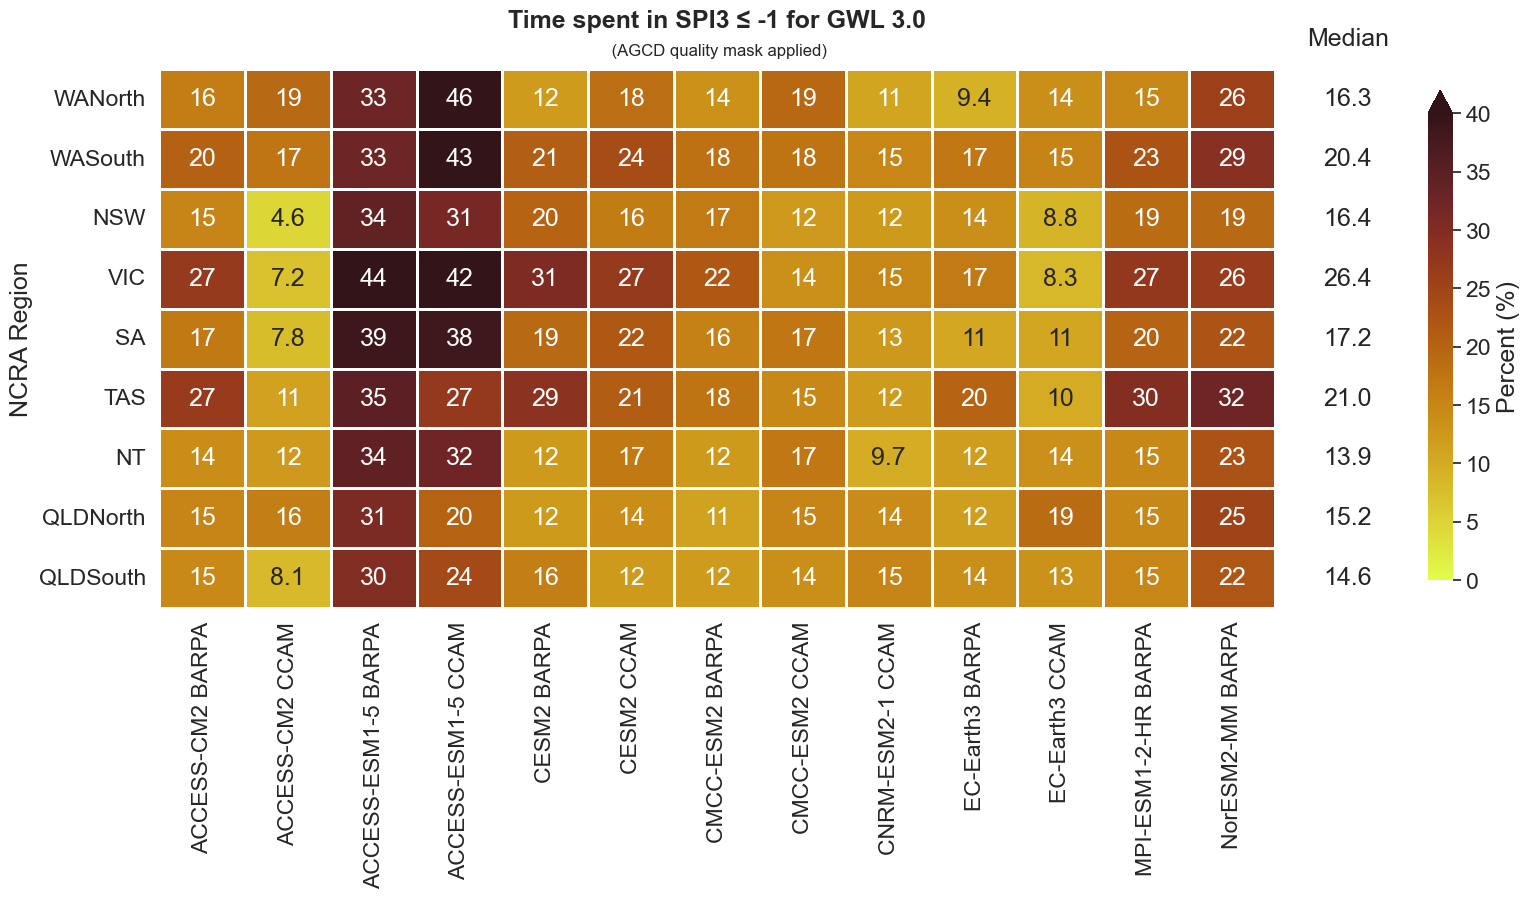 Time spent in SPI3 ≤ -1 for GWL 3.0
(AGCD quality mask applied)
Median
WANorth 16 19 33 46 12 18 14 19 11 9.4 14 15 26 16.3
WASouth 20 17 33 43 21 24 18 18 15 17 15 23 29 20.4
NSW 15 4.6 34 31 20 16 17 12 12 14 8.8 19 19 16.4
VIC 27 7.2 44 42 31 27 22 14 15 17 8.3 27 26 26.4
SA 17 7.8 39 38 19 22 16 17 13 11 11 20 22 17.2
TAS 27 11 35 27 29 21 18 15 12 20 10 30 32 21.0
NT 14 12 34 32 12 17 12 17 9.7 12 14 15 23 13.9
QLDNorth 15 16 31 20 12 14 11 15 14 12 19 15 25 15.2
QLDSouth 15 8.1 30 24 16 12 12 14 15 14 13 15 22 14.6
NCRA Region
ACCESS-CM2 BARPA
ACCESS-CM2 CCAM
ACCESS-ESM1-5 BARPA
ACCESS-ESM1-5 CCAM
CESM2 BARPA
CESM2 CCAM
CMCC-ESM2 BARPA
CMCC-ESM2 CCAM
CNRM-ESM2-1 CCAM
EC-Earth3 BARPA
EC-Earth3 CCAM
MPI-ESM1-2-HR BARPA
NorESM2-MM BARPA
40
35
30
25
20
15
10
5
0
Percent (%)